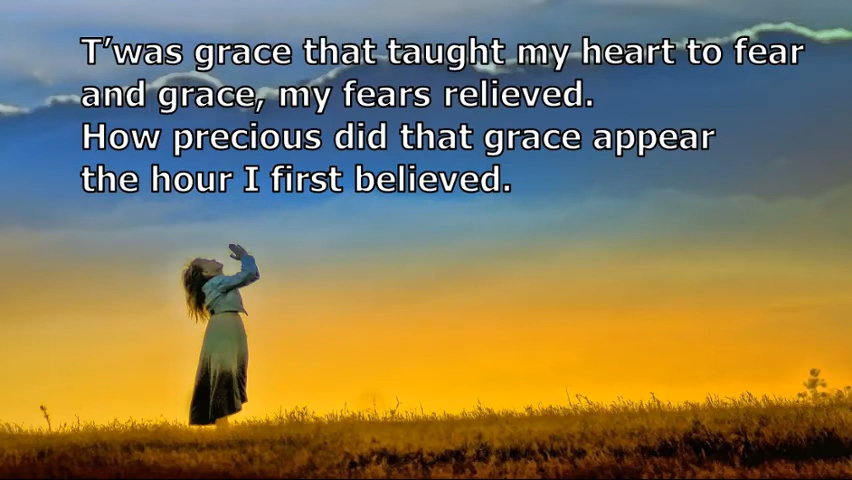 T’was grace that taught my heart to fear
and grace, my fears relieved.
How precious did that grace appear
the hour I first believed.